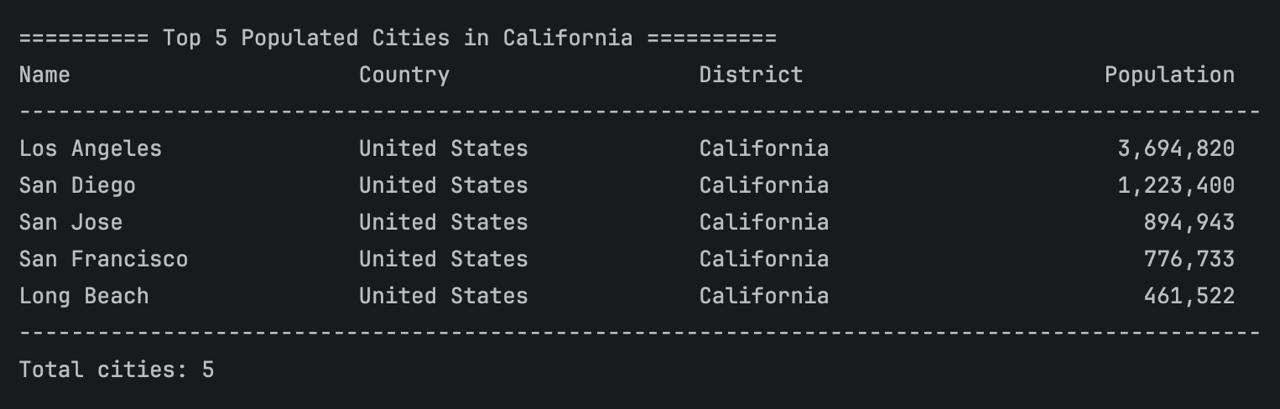 ========== Top 5 Populated Cities in California ==========
Name                      Country                   District                       Population
-----------------------------------------------------------------------------------------------
Los Angeles               United States             California                      3,694,820
San Diego                 United States             California                      1,223,400
San Jose                  United States             California                        894,943
San Francisco             United States             California                        776,733
Long Beach                United States             California                        461,522
-----------------------------------------------------------------------------------------------
Total cities: 5